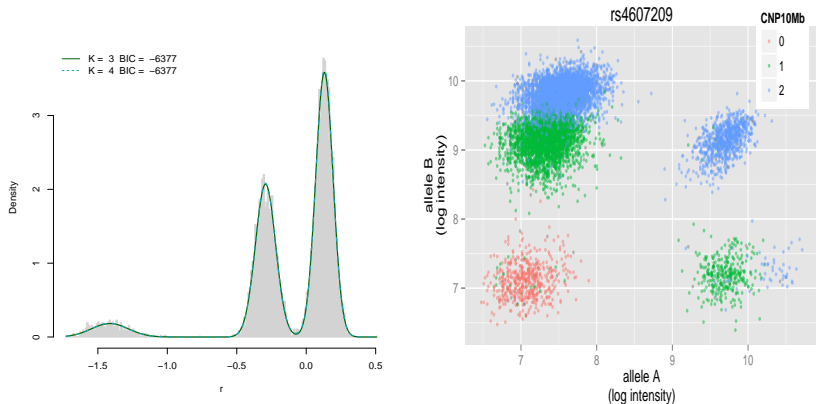 K = 3 BIC = −6377
K = 4 BIC = −6377
Density
0
1
2
3
−1.5
−1.0
−0.5
0.0
0.5
r
rs4607209
CNP10Mb
0
1
2
allele B
(log intensity)
10
9
8
7
7
8
9
10
allele A
(log intensity)